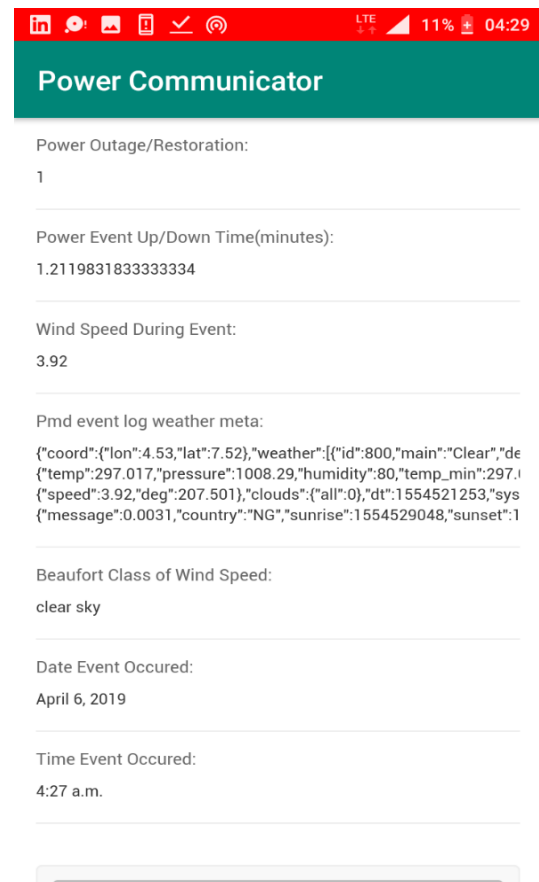 in LTE 11% 04:29
Power Communicator
Power Outage/Restoration:
1
Power Event Up/Down Time(minutes):
1.2119831833333334
Wind Speed During Event:
3.92
Pmd event log weather meta:
{"coord":{"lon":4.53,"lat":7.52},"weather":[{"id":800,"main":"Clear","de
{"temp":297.017,"pressure":1008.29,"humidity":80,"temp_min":297.
{"speed":3.92,"deg":207.501},"clouds":{"all":0},"dt":1554521253,"sys
{"message":0.0031,"country":"NG","sunrise":1554529048,"sunset":1
Beaufort Class of Wind Speed:
clear sky
Date Event Occured:
April 6, 2019
Time Event Occured:
4:27 a.m.